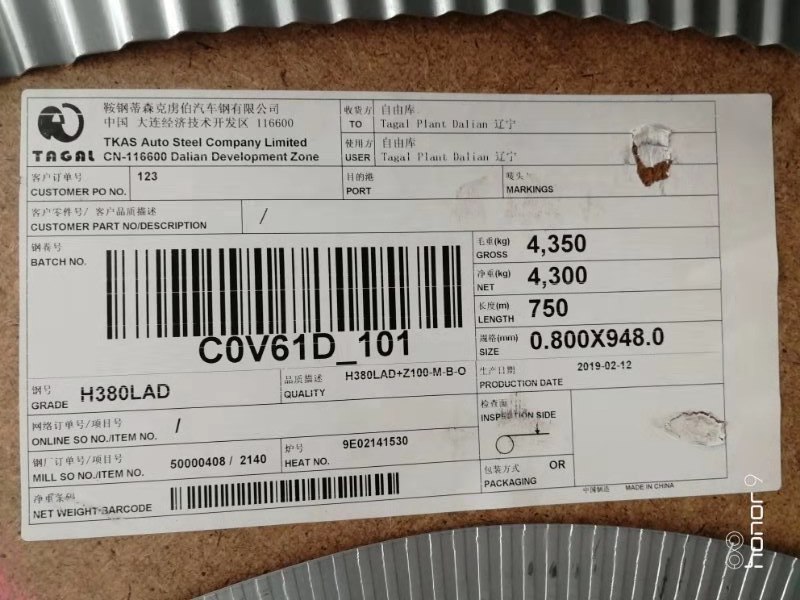 TAGAL
鞍钢蒂森克虏伯汽车钢有限公司
中国 大连经济技术开发区 116600
TKAS Auto Steel Company Limited
CN-116600 Dalian Development Zone
收货方 自由库
TO Tagal Plant Dalian 辽宁
使用方 自由库
USER Tagal Plant Dalian 辽宁
客户订单号
CUSTOMER PO NO. 123
目的港
PORT
唛头
MARKINGS
客户零件号/ 客户品质描述
CUSTOMER PART NO/DESCRIPTION /
钢卷号
BATCH NO.
C0V61D_101
毛重(kg)
GROSS 4,350
净重(kg)
NET 4,300
长度(m)
LENGTH 750
规格(mm)
SIZE 0.800X948.0
钢号
GRADE H380LAD
品质描述
QUALITY H380LAD+Z100-M-B-O
生产日期
PRODUCTION DATE 2019-02-12
网络订单号/项目号
ONLINE SO NO./ITEM NO. /
检查面
INSPECTION SIDE
钢厂订单号/项目号
MILL SO NO./ITEM NO. 50000408 / 2140
炉号
HEAT NO. 9E02141530
包装方式
PACKAGING OR
净重条码
NET WEIGHT-BARCODE
中国制造 MADE IN CHINA
honor 9